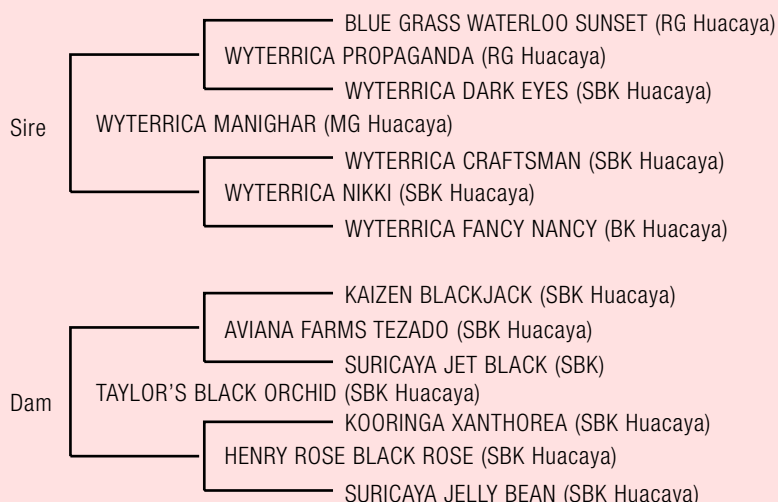 BLUE GRASS WATERLOO SUNSET (RG Huacaya)
WYTERRICA PROPAGANDA (RG Huacaya)
WYTERRICA DARK EYES (SBK Huacaya)
Sire
WYTERRICA MANIGHAR (MG Huacaya)
WYTERRICA CRAFTSMAN (SBK Huacaya)
WYTERRICA NIKKI (SBK Huacaya)
WYTERRICA FANCY NANCY (BK Huacaya)
KAIZEN BLACKJACK (SBK Huacaya)
AVIANA FARMS TEZADO (SBK Huacaya)
SURICAYA JET BLACK (SBK)
Dam
TAYLOR'S BLACK ORCHID (SBK Huacaya)
KOORINGA XANTHOREA (SBK Huacaya)
HENRY ROSE BLACK ROSE (SBK Huacaya)
SURICAYA JELLY BEAN (SBK Huacaya)